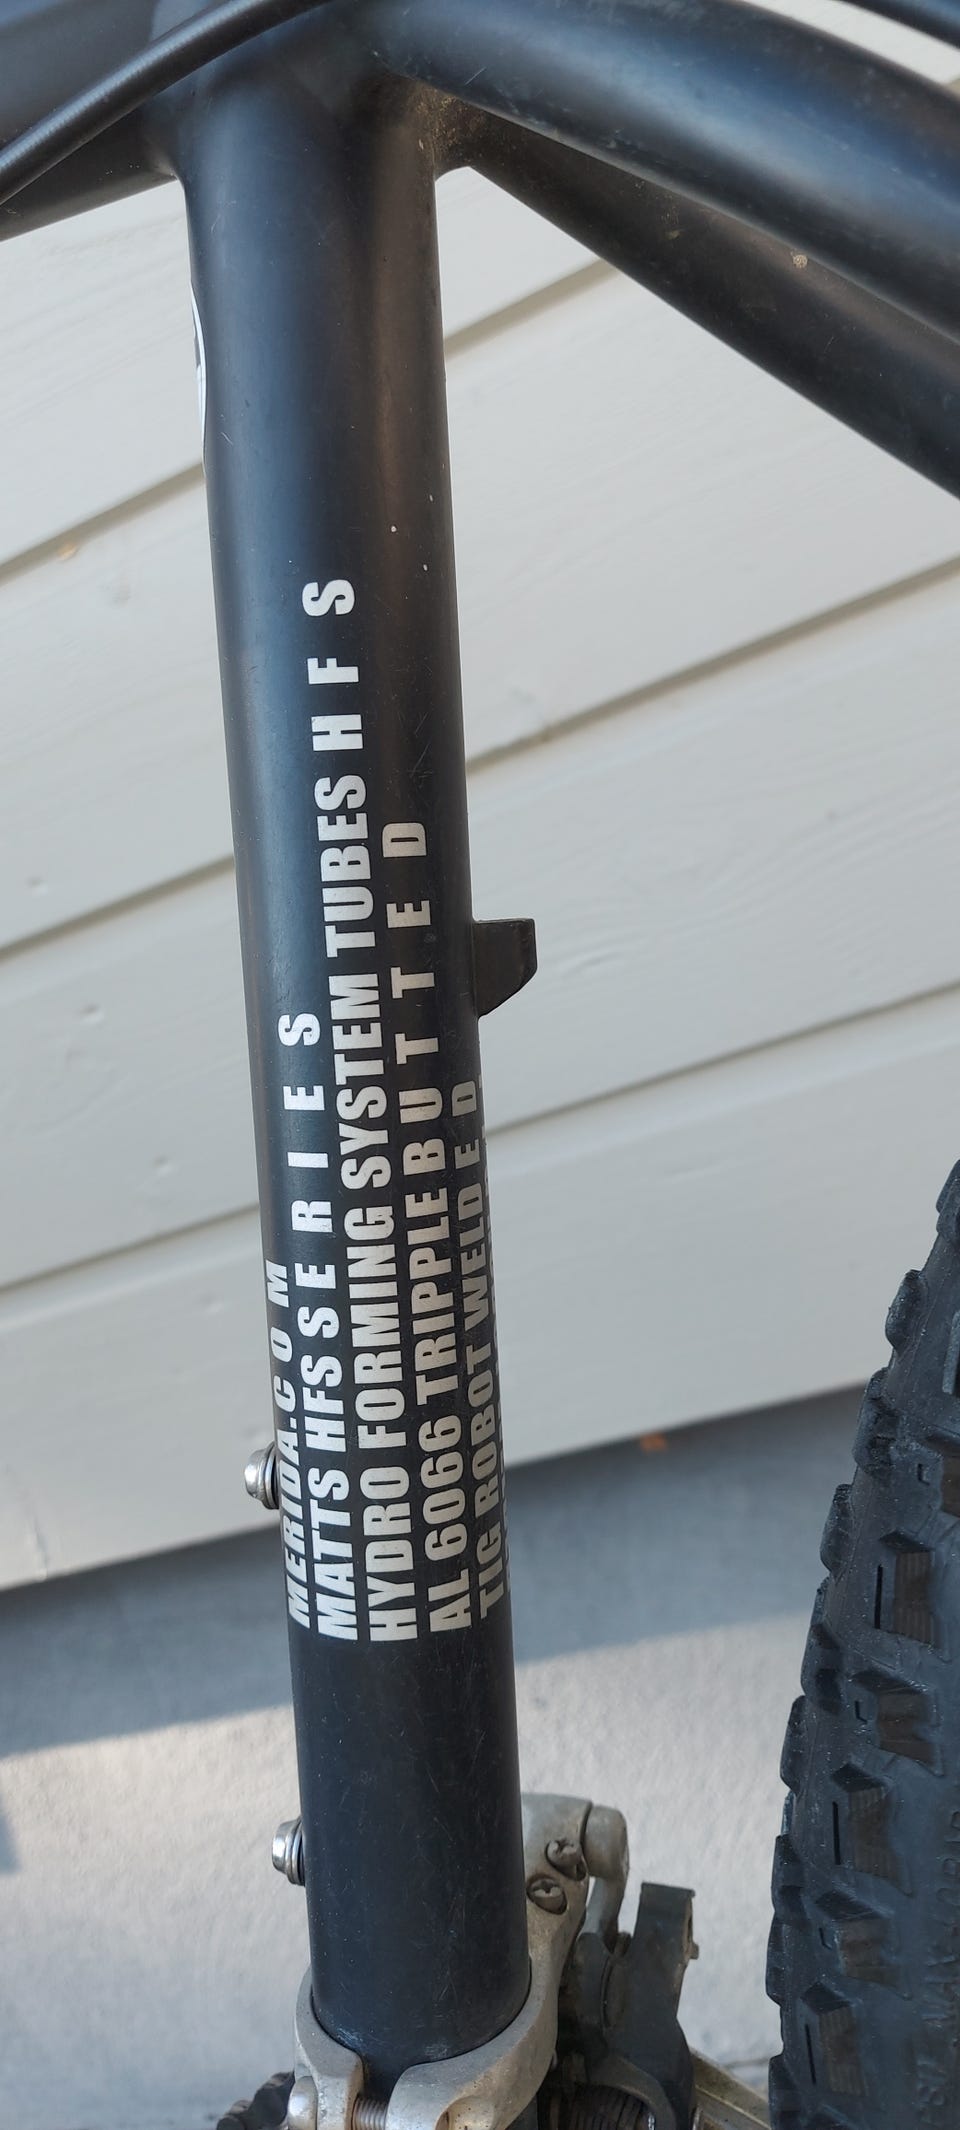 MERIDA.COM
MATTS HFS SERIES
HYDRO FORMING SYSTEM TUBES HFS
AL 6066 TRIPPLE BUTTED
TIG ROBOT WELDED